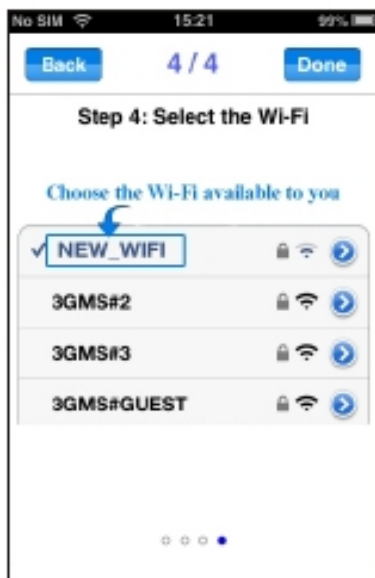 No SIM 15:21 99%
Back 4 / 4 Done
Step 4: Select the Wi-Fi
Choose the Wi-Fi available to you
✓ NEW_WIFI
3GMS#2
3GMS#3
3GMS#GUEST